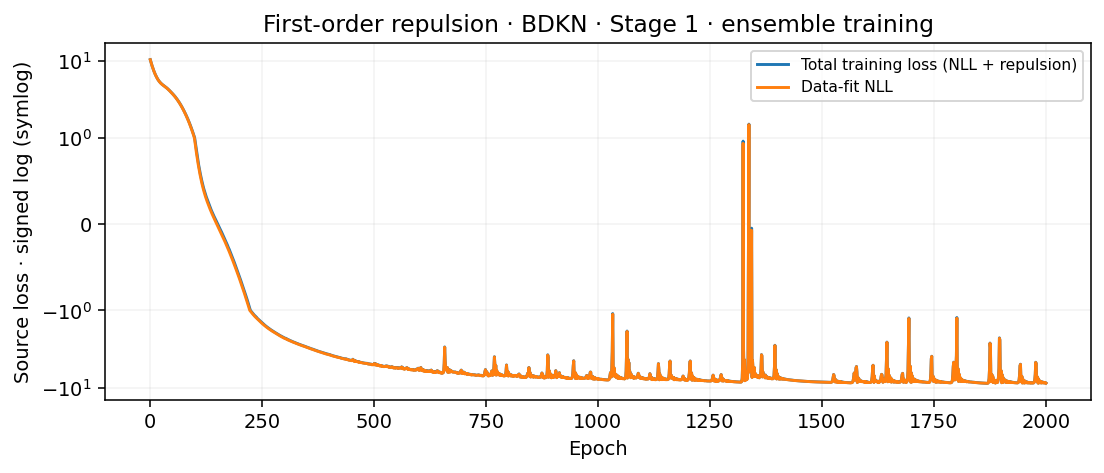 First-order repulsion · BDKN · Stage 1 · ensemble training
Source loss · signed log (symlog)
10¹
10⁰
0
−10⁰
−10¹
Total training loss (NLL + repulsion)
Data-fit NLL
0 250 500 750 1000 1250 1500 1750 2000
Epoch